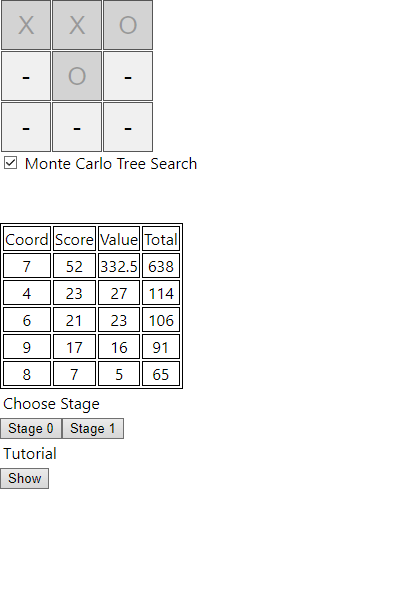 X X O
- O -
- - -
Monte Carlo Tree Search
Coord Score Value Total
7 52 332.5 638
4 23 27 114
6 21 23 106
9 17 16 91
8 7 5 65
Choose Stage
Stage 0 Stage 1
Tutorial
Show